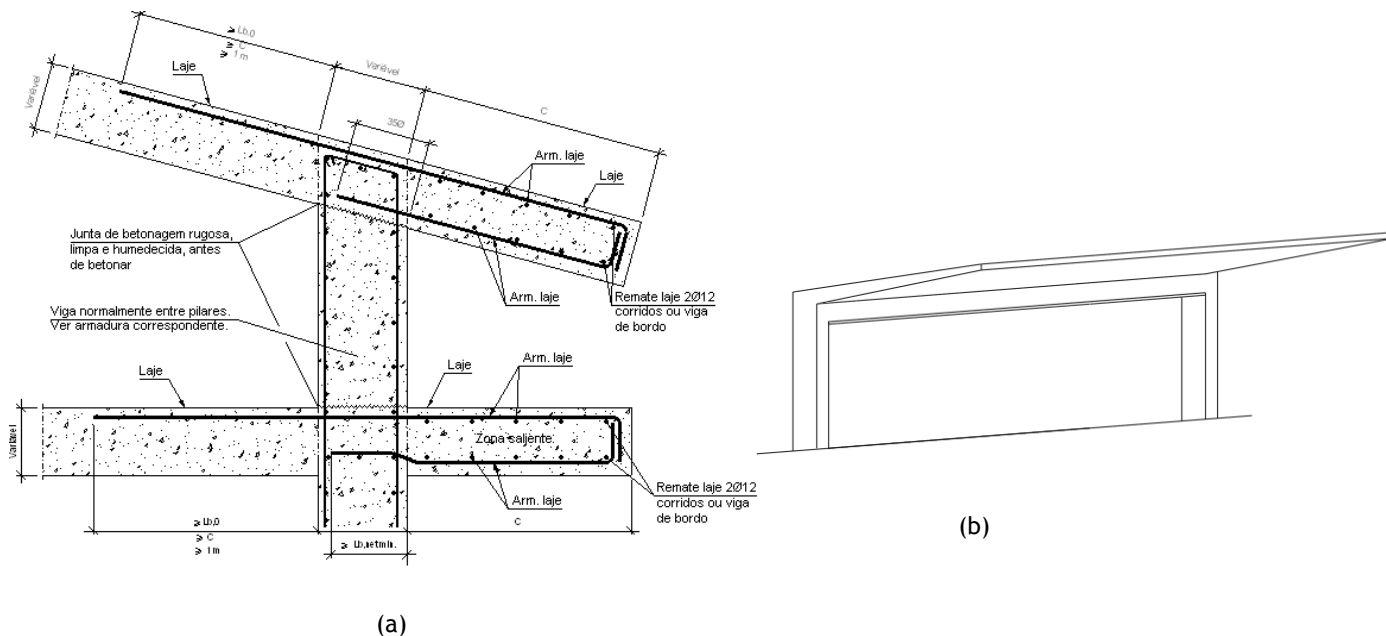 ≥ Lb,0
≥ C
≥ 1 m
Variável
C
Laje
Variável
35Ø
Arm. laje
Laje
Junta de betonagem rugosa,
limpa e humedecida, antes
de betonar
Arm. laje
Remate laje 2Ø12
corridos ou viga
de bordo
Viga normalmente entre pilares.
Ver armadura correspondente.
Laje
Laje
Arm. laje
Variável
Zona saliente
Arm. laje
Remate laje 2Ø12
corridos ou viga
de bordo
≥ Lb,0
≥ C
≥ 1 m
≥ Lb,net min.
C
(a)
(b)